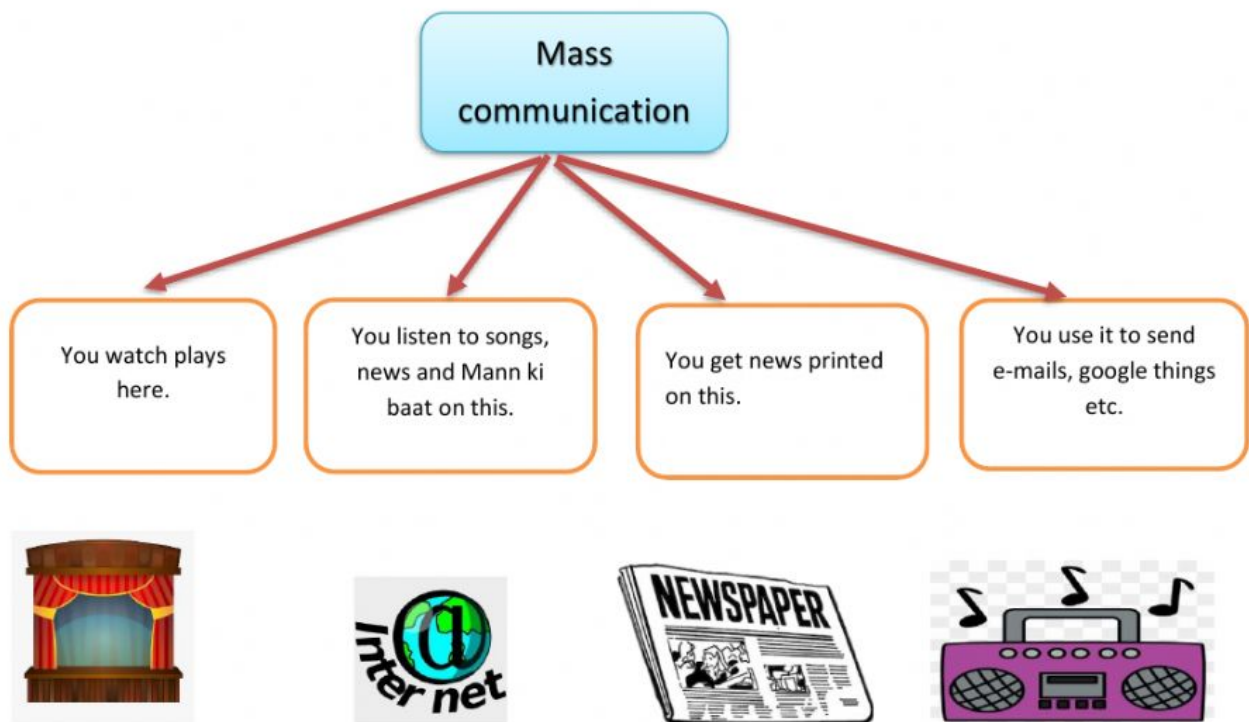 Mass
communication
You watch plays
here.
You listen to songs,
news and Mann ki
baat on this.
You get news printed
on this.
You use it to send
e-mails, google things
etc.
@
Inter net
NEWSPAPER